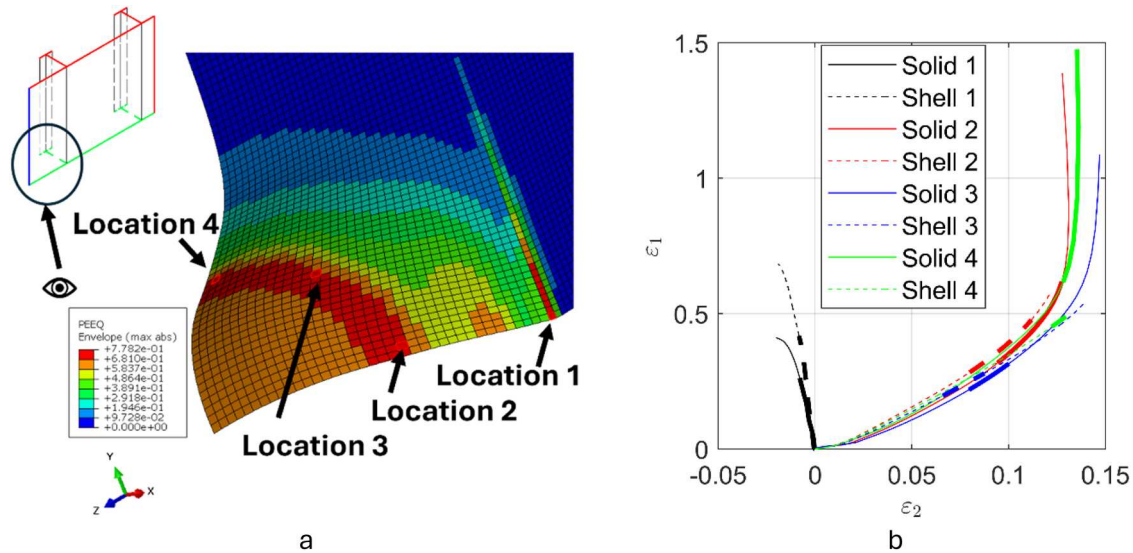 Location 4
PEEQ
Envelope (max abs)
+7.782e-01
+6.810e-01
+5.837e-01
+4.864e-01
+3.891e-01
+2.918e-01
+1.946e-01
+9.728e-02
+0.000e+00
Location 1
Location 2
Location 3
Y
X
Z
a
1.5
1
0.5
0
-0.05
0
0.05
0.1
0.15
ε1
ε2
Solid 1
Shell 1
Solid 2
Shell 2
Solid 3
Shell 3
Solid 4
Shell 4
b